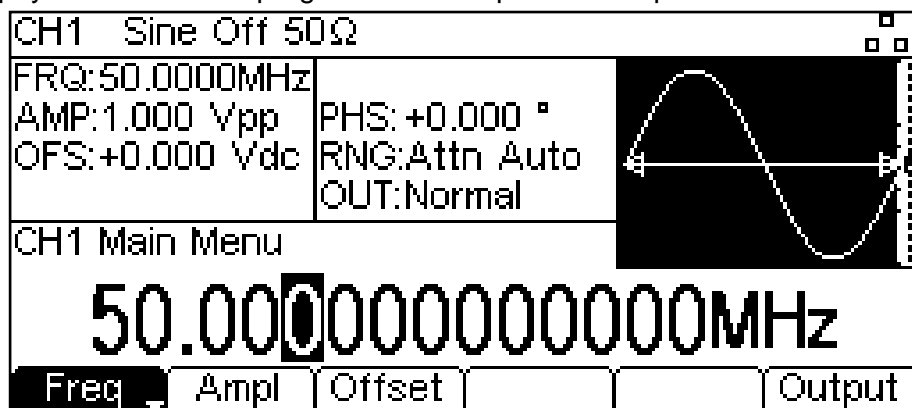 CH1 Sine Off 50Ω
FRQ:50.0000MHz
AMP:1.000 Vpp
OFS:+0.000 Vdc
PHS:+0.000 °
RNG:Attn Auto
OUT:Normal
CH1 Main Menu
50.000000000000MHz
Freq Ampl Offset Output